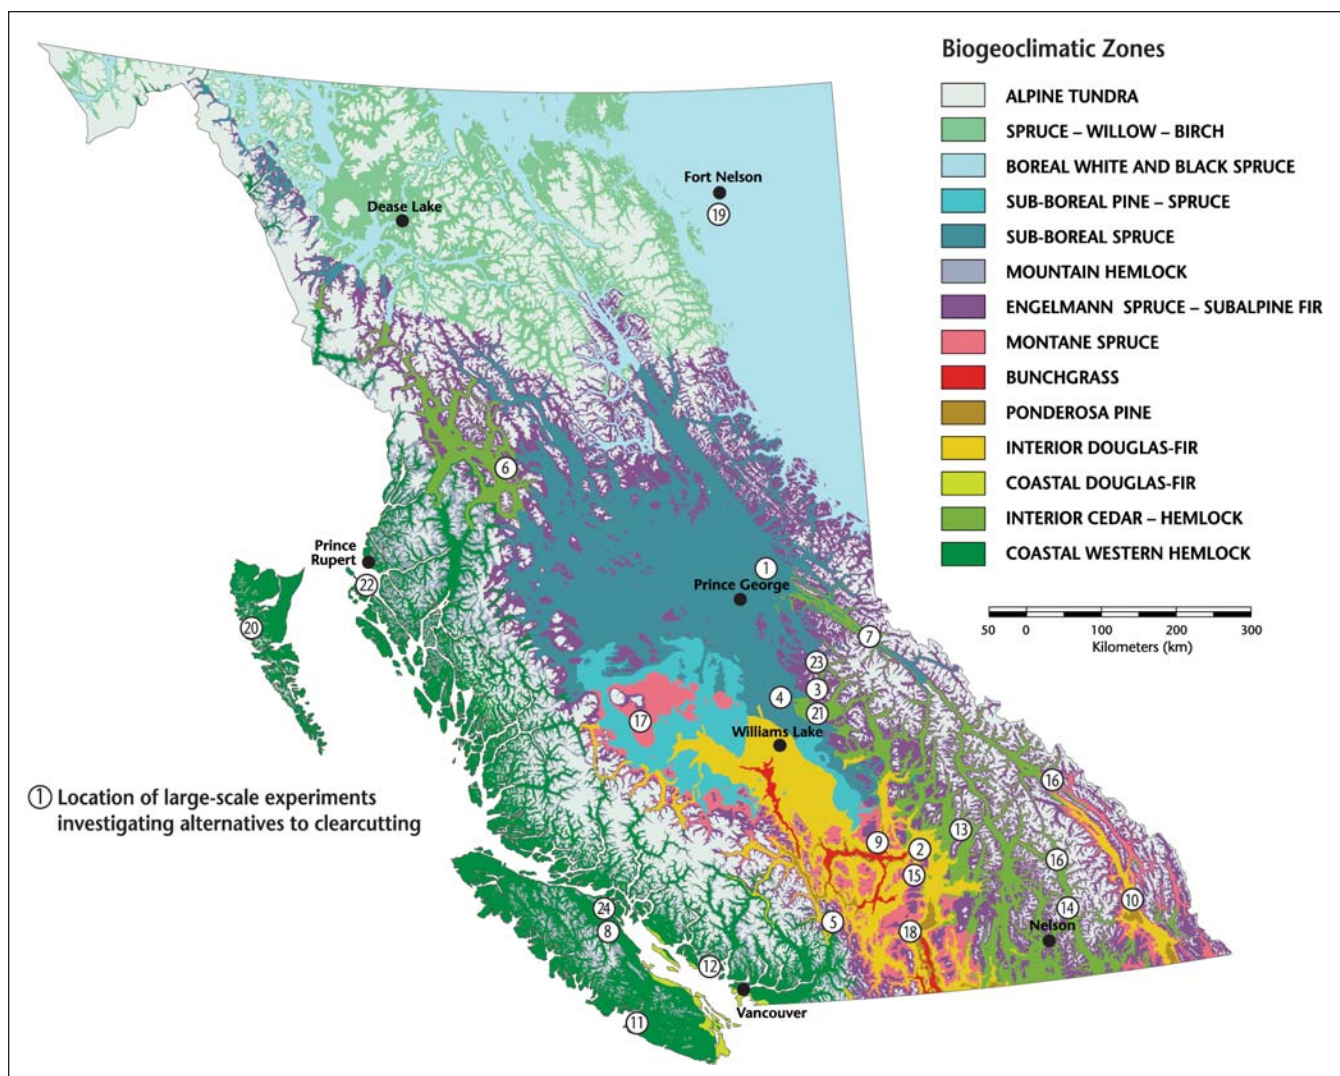 Biogeoclimatic Zones
ALPINE TUNDRA
SPRUCE – WILLOW – BIRCH
BOREAL WHITE AND BLACK SPRUCE
SUB-BOREAL PINE – SPRUCE
SUB-BOREAL SPRUCE
MOUNTAIN HEMLOCK
ENGELMANN SPRUCE – SUBALPINE FIR
MONTANE SPRUCE
BUNCHGRASS
PONDEROSA PINE
INTERIOR DOUGLAS-FIR
COASTAL DOUGLAS-FIR
INTERIOR CEDAR – HEMLOCK
COASTAL WESTERN HEMLOCK
50 0 100 200 300
Kilometers (km)
Fort Nelson
19
Dease Lake
6
Prince
Rupert
22
20
1
Prince George
7
23
3
4
21
17
Williams Lake
16
13
9
2
16
15
10
14
5
18
Nelson
24
8
12
Vancouver
11
1 Location of large-scale experiments
investigating alternatives to clearcutting